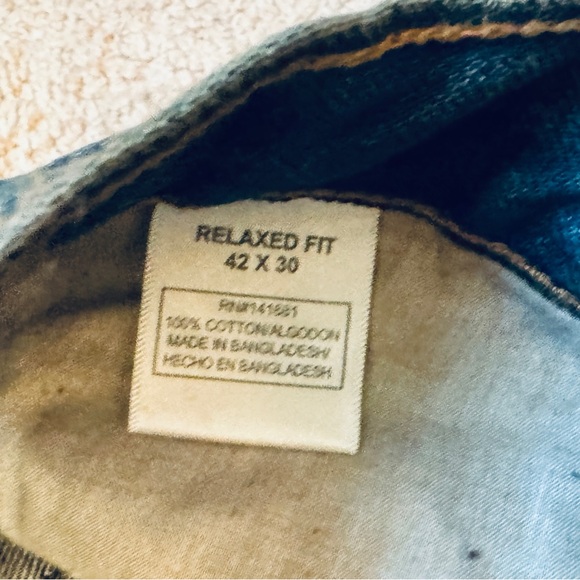 RELAXED FIT
42 X 30
RN#141681
100% COTTON/ALGODON
MADE IN BANGLADESH/
HECHO EN BANGLADESH